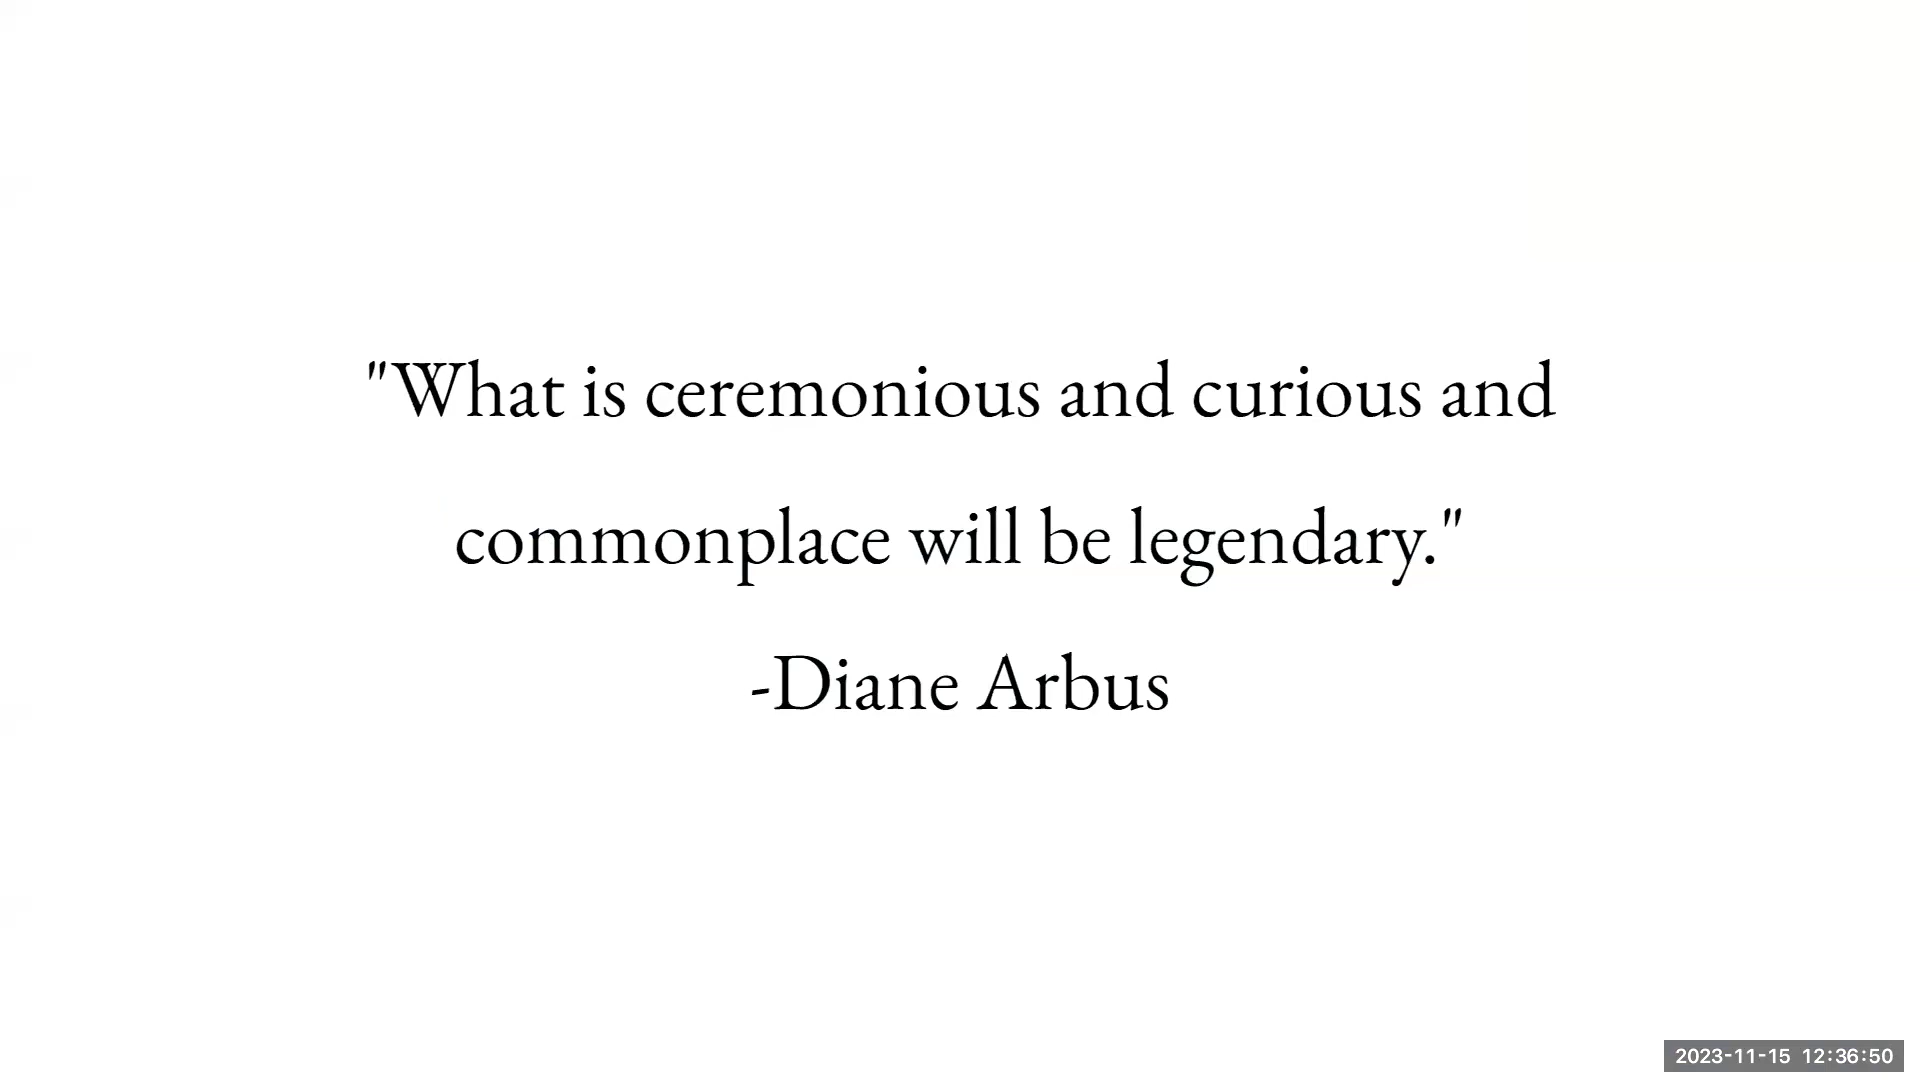 "What is ceremonious and curious and
commonplace will be legendary."
-Diane Arbus
2023-11-15 12:36:50